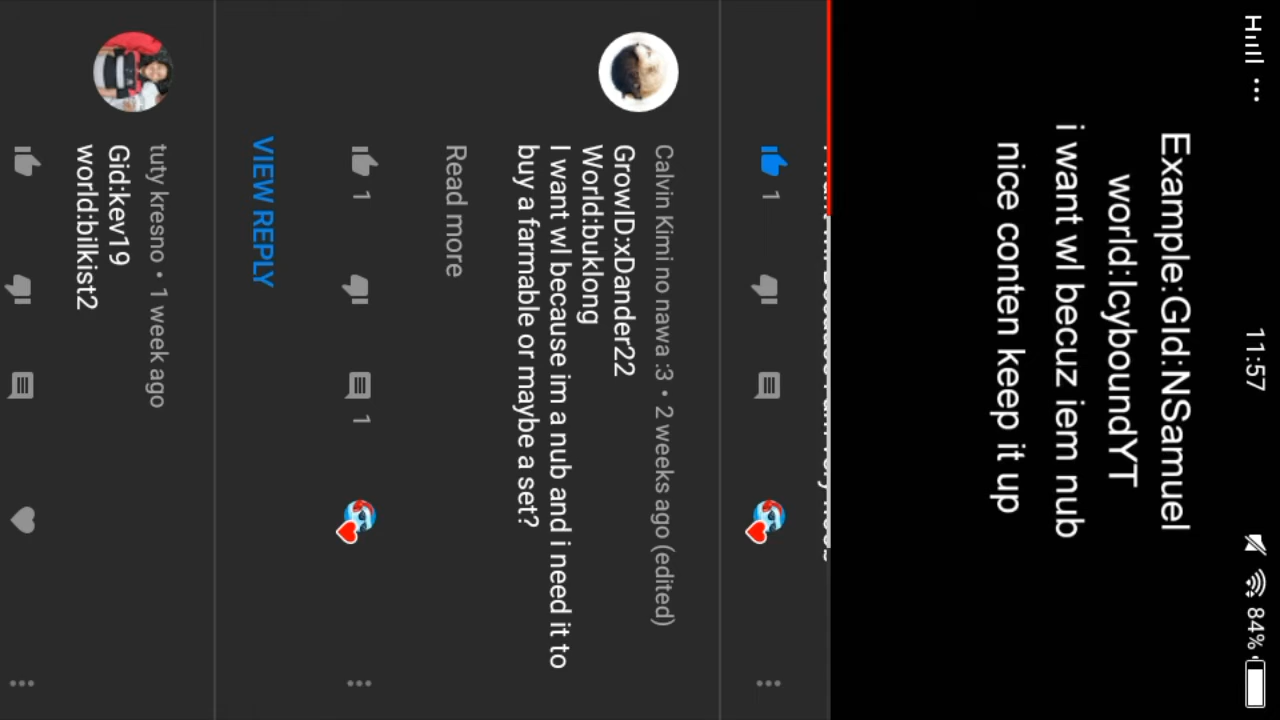 H
11:57
84%
Example:GId:NSamuel
world:IcyboundYT
i want wl becuz iem nub
nice conten keep it up
1
Calvin Kimi no nawa :3 • 2 weeks ago (edited)
GrowID:xDander22
World:buklong
I want wl because im a nub and i need it to
buy a farmable or maybe a set?
Read more
1
1
VIEW REPLY
tuty kresno • 1 week ago
Gid:kev19
world:bilkist2